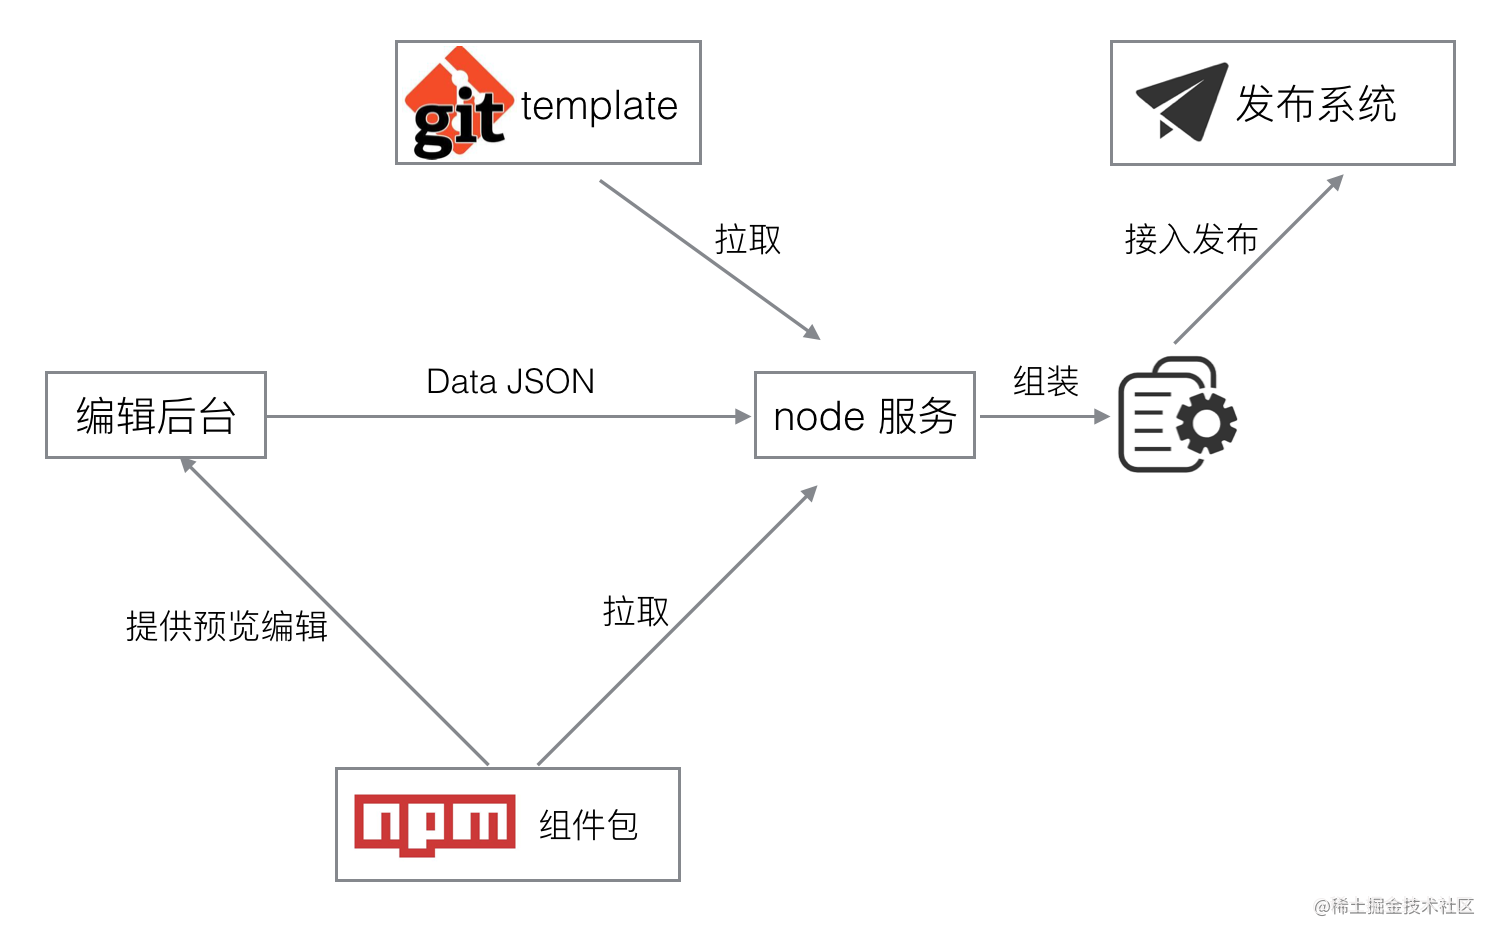 git template
发布系统
拉取
接入发布
Data JSON
组装
编辑后台
node 服务
提供预览编辑
拉取
npm 组件包
@稀土掘金技术社区